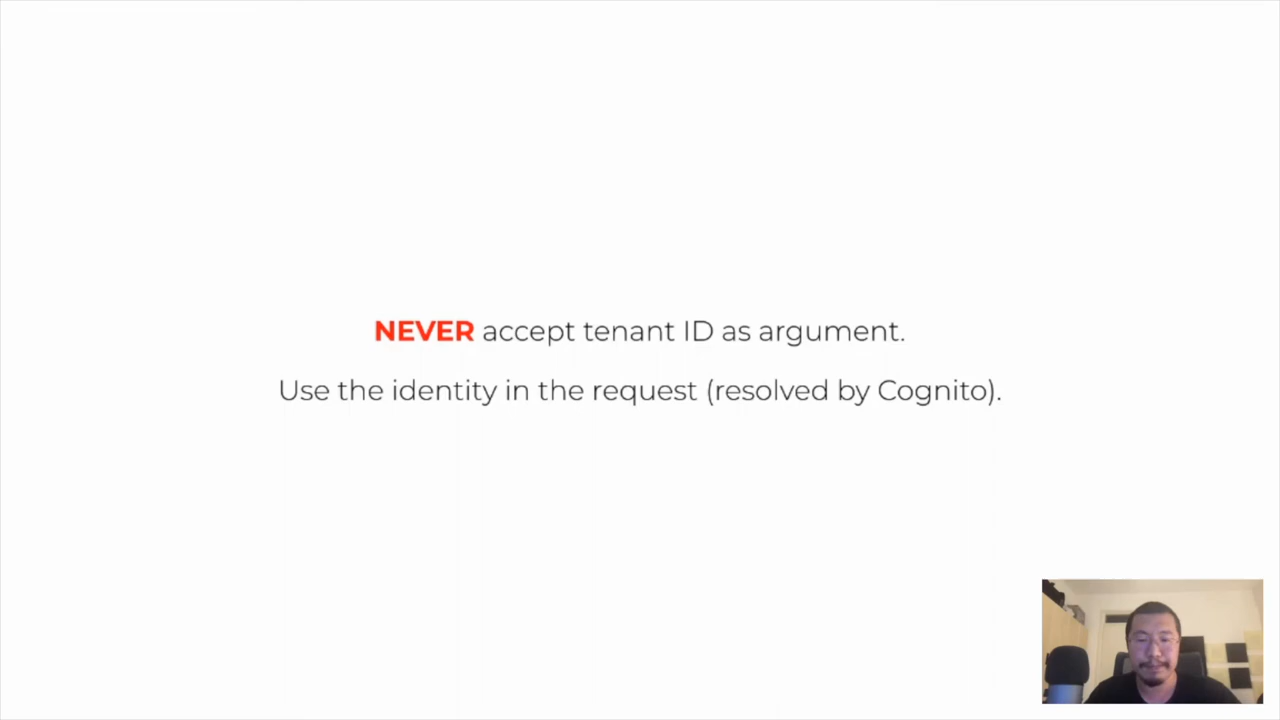 NEVER accept tenant ID as argument.
Use the identity in the request (resolved by Cognito).